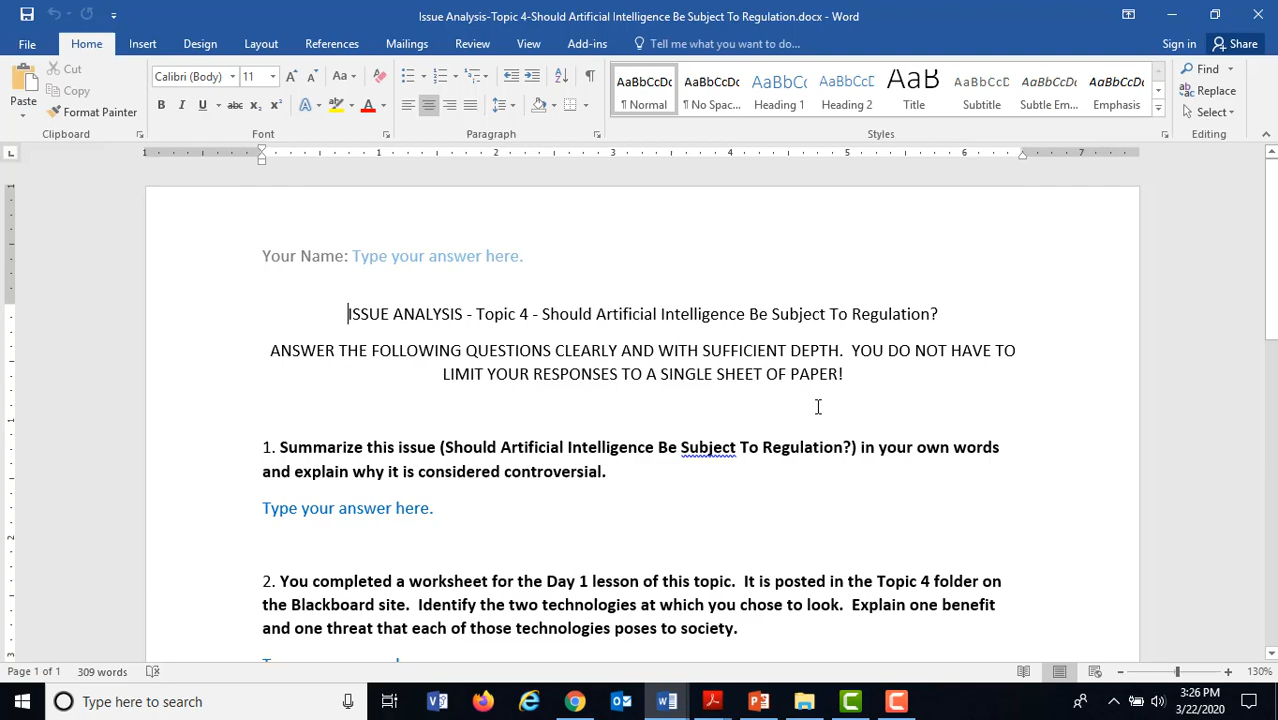 Issue Analysis-Topic 4-Should Artificial Intelligence Be Subject To Regulation.docx - Word
File Home Insert Design Layout References Mailings Review View Add-ins Tell me what you want to do... Sign in Share
Paste Cut Copy Format Painter
Calibri (Body) 11
AaBbCcDc AaBbCcDc AaBbCc AaBbCcD AaB AaBbCcD AaBbCcDc AaBbCcDc
¶ Normal ¶ No Spac... Heading 1 Heading 2 Title Subtitle Subtle Em... Emphasis
Find Replace Select
Clipboard Font Paragraph Styles Editing
1 1 2 3 4 5 6 7
Your Name: Type your answer here.
ISSUE ANALYSIS - Topic 4 - Should Artificial Intelligence Be Subject To Regulation?
ANSWER THE FOLLOWING QUESTIONS CLEARLY AND WITH SUFFICIENT DEPTH. YOU DO NOT HAVE TO
LIMIT YOUR RESPONSES TO A SINGLE SHEET OF PAPER!
1. Summarize this issue (Should Artificial Intelligence Be Subject To Regulation?) in your own words
and explain why it is considered controversial.
Type your answer here.
2. You completed a worksheet for the Day 1 lesson of this topic. It is posted in the Topic 4 folder on
the Blackboard site. Identify the two technologies at which you chose to look. Explain one benefit
and one threat that each of those technologies poses to society.
Page 1 of 1 309 words 130%
Type here to search
3:26 PM
3/22/2020